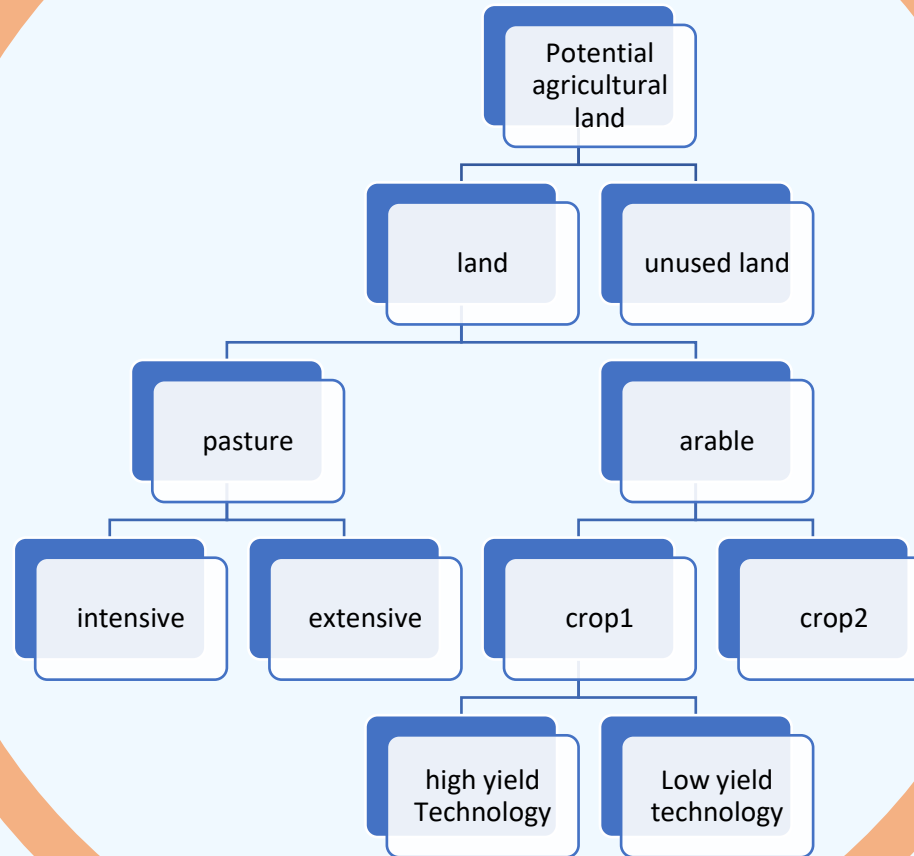 Potential
agricultural
land
land
unused land
pasture
arable
intensive
extensive
crop1
crop2
high yield
Technology
Low yield
technology